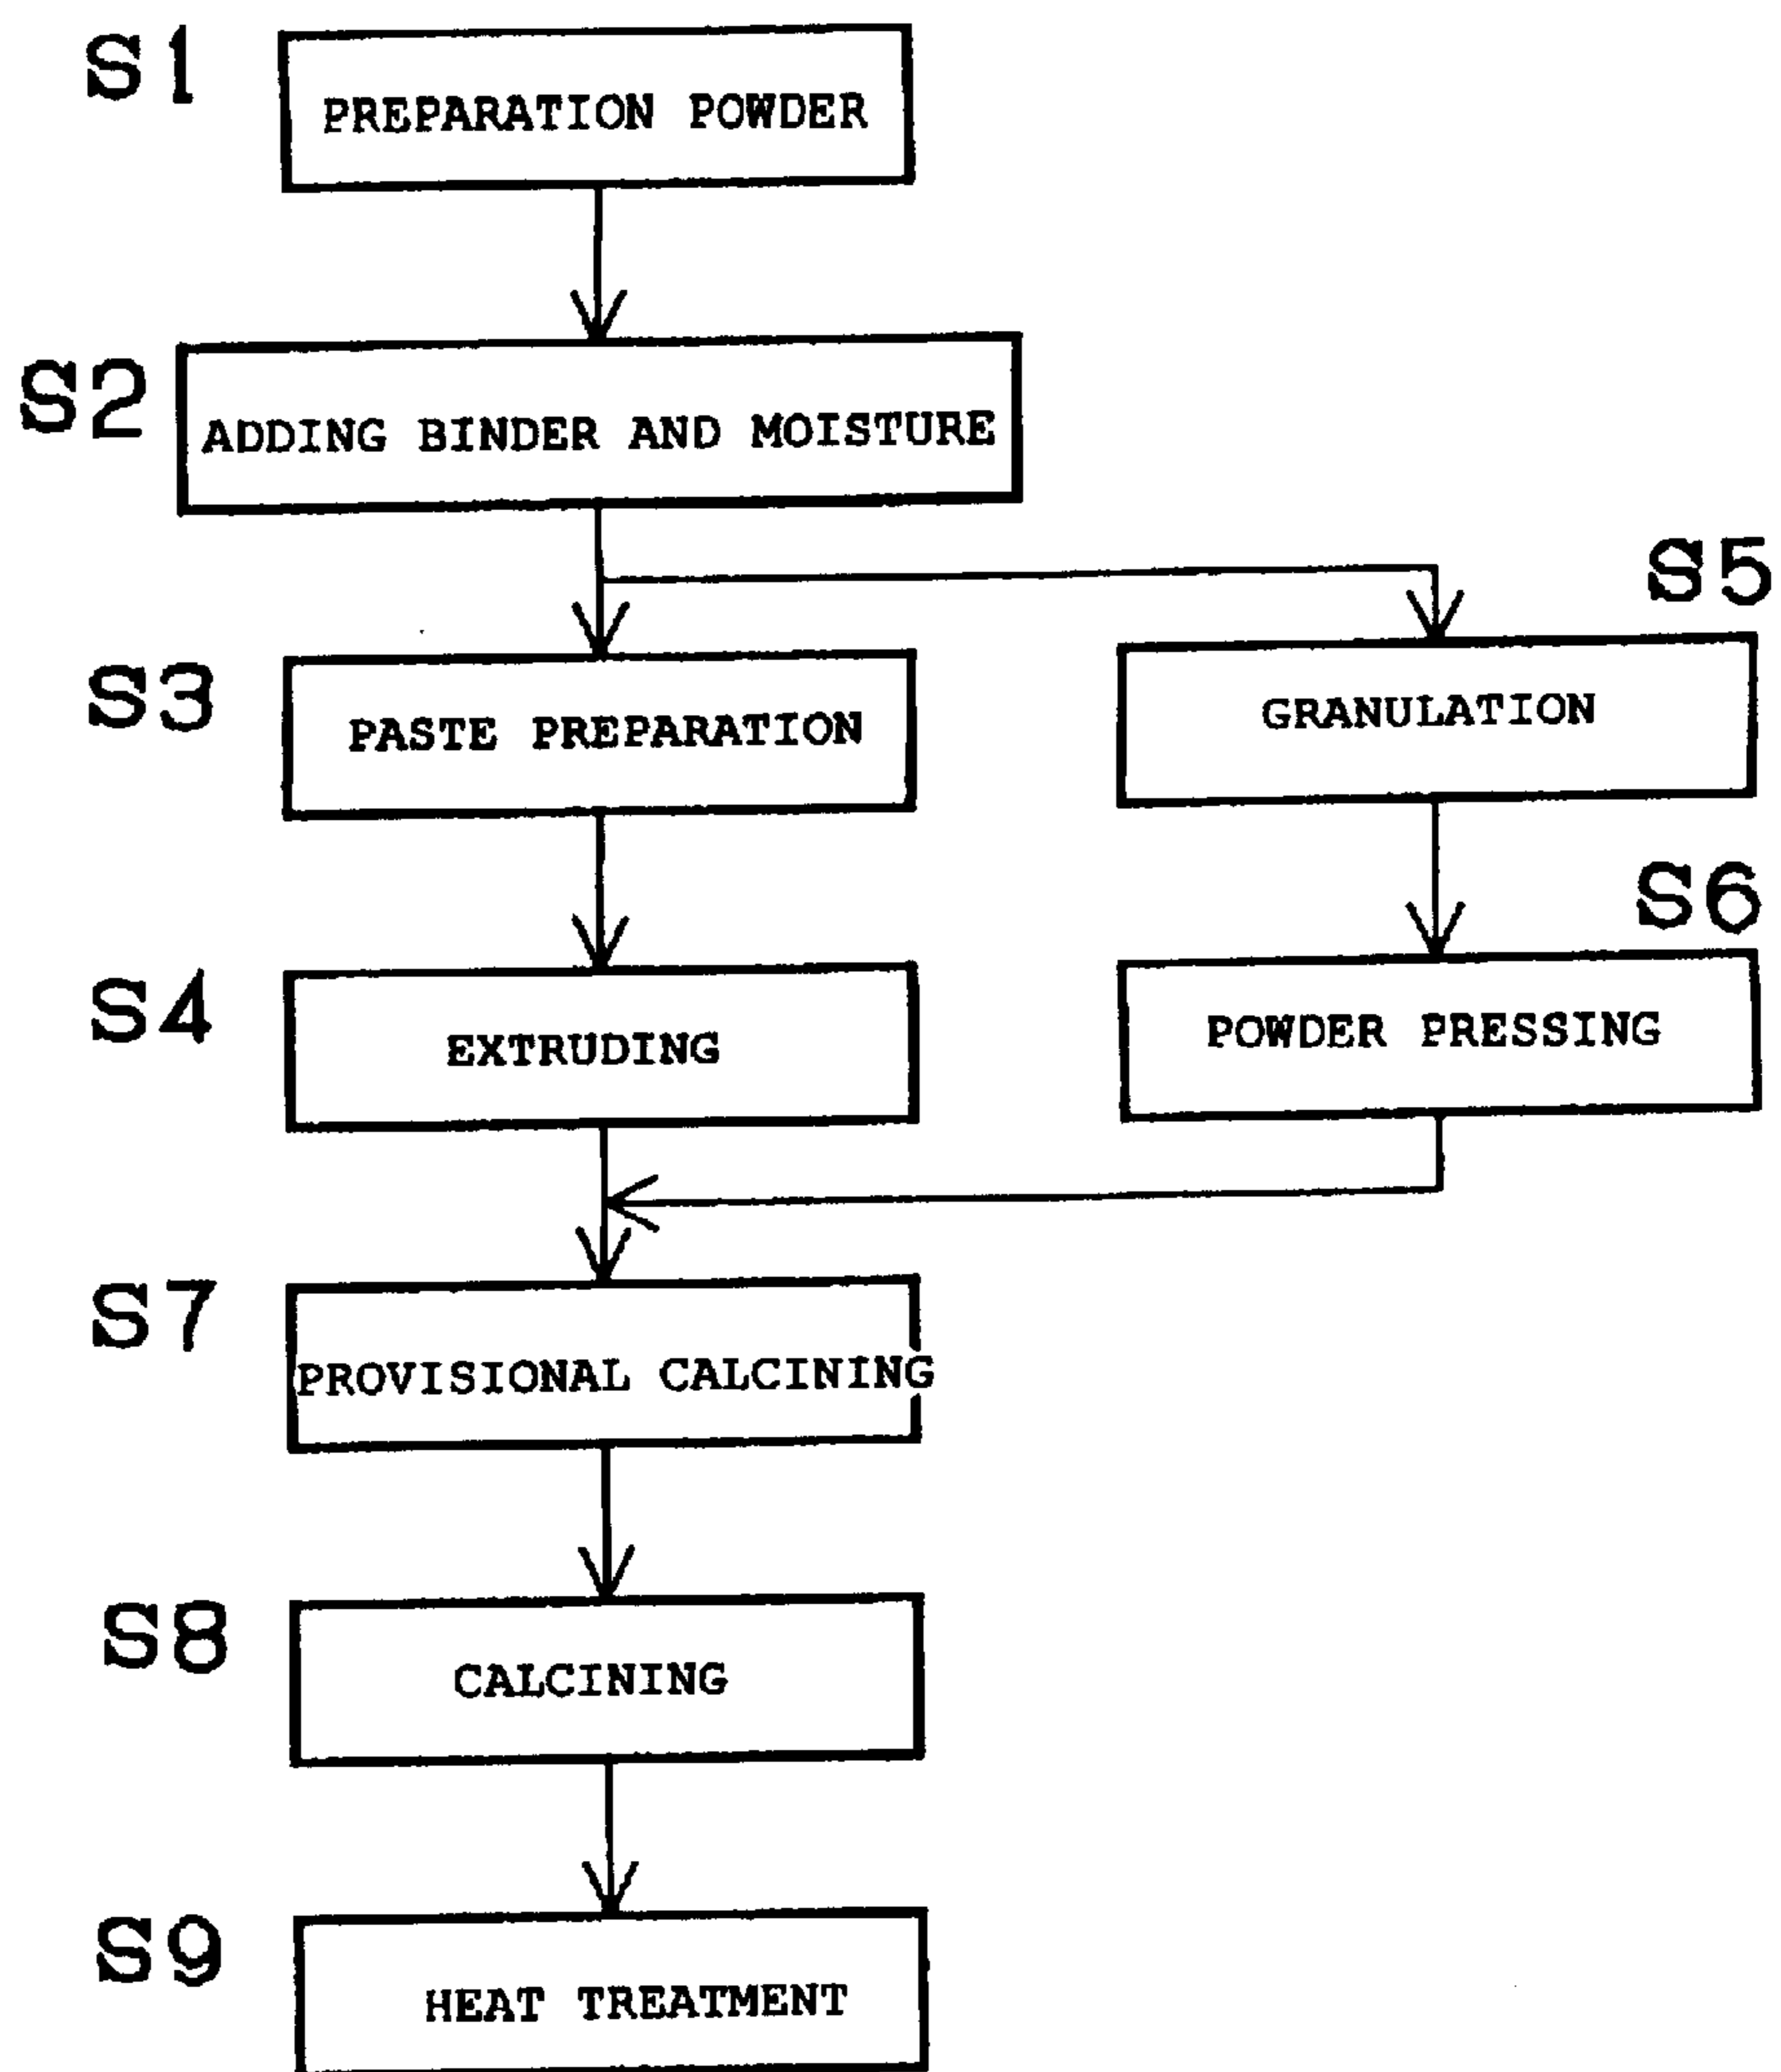 S1
PREPARATION POWDER
S2
ADDING BINDER AND MOISTURE
S3
PASTE PREPARATION
S5
GRANULATION
S4
EXTRUDING
S6
POWDER PRESSING
S7
PROVISIONAL CALCINING
S8
CALCINING
S9
HEAT TREATMENT